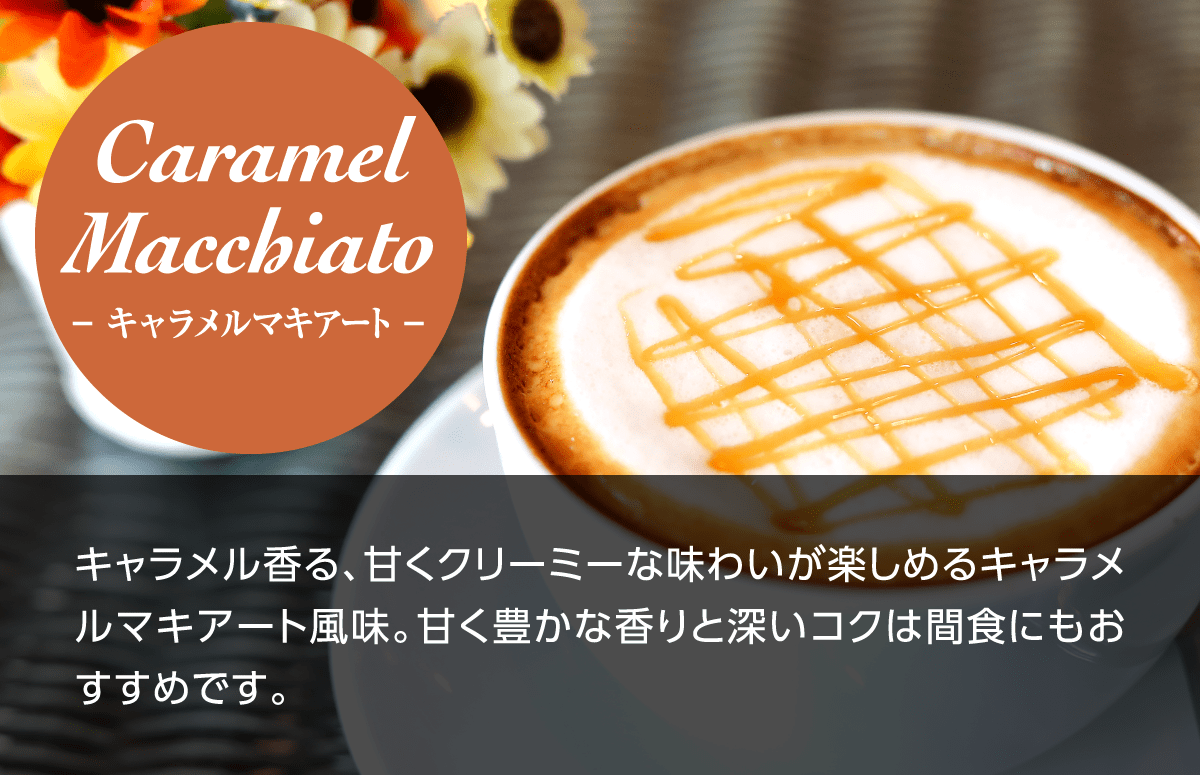 Caramel
Macchiato
− キャラメルマキアート −
キャラメル香る、甘くクリーミーな味わいが楽しめるキャラメ
ルマキアート風味。甘く豊かな香りと深いコクは間食にもお
すすめです。